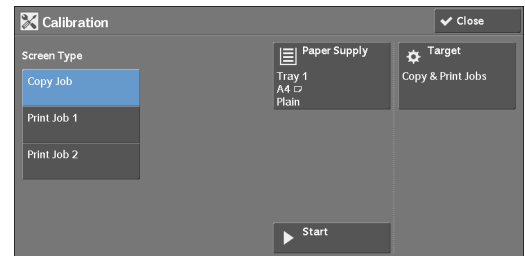 Calibration
Close
Screen Type
Copy Job
Print Job 1
Print Job 2
Paper Supply
Tray 1
A4
Plain
Target
Copy & Print Jobs
Start